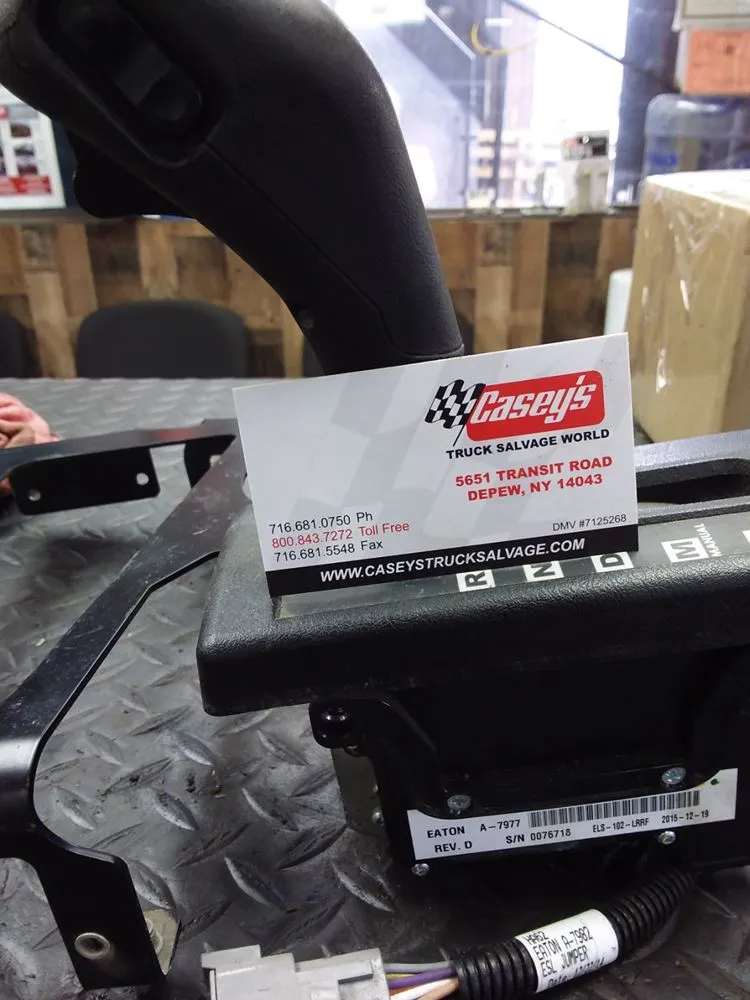 Casey's
TRUCK SALVAGE WORLD
5651 TRANSIT ROAD
DEPEW, NY 14043
716.681.0750 Ph
800.843.7272 Toll Free
716.681.5548 Fax
DMV #7125268
WWW.CASEYSTRUCKSALVAGE.COM
R N D M MANUAL
EATON A-7977
REV. D S/N 0076718 ELS-102-LRRF 2015-12-19
EATON A-7982
ESL JUMPER